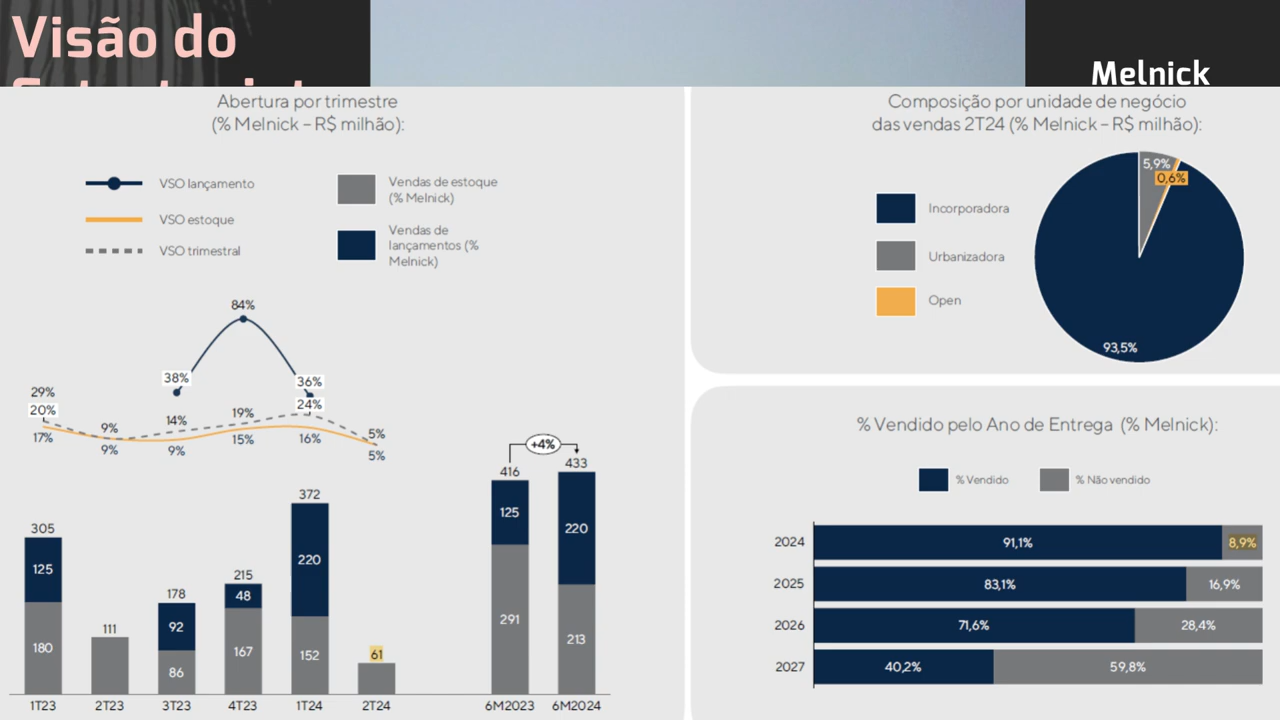 Visão do
Melnick
Abertura por trimestre
(% Melnick – R$ milhão):
VSO lançamento
VSO estoque
VSO trimestral
Vendas de estoque
(% Melnick)
Vendas de
lançamentos (%
Melnick)
84%
38%
36%
29%
20%
17%
9%
9%
14%
9%
19%
15%
24%
16%
5%
5%
305
125
180
111
178
92
86
215
48
167
372
220
152
61
+4%
416
125
291
433
220
213
1T23
2T23
3T23
4T23
1T24
2T24
6M2023
6M2024
Composição por unidade de negócio
das vendas 2T24 (% Melnick – R$ milhão):
Incorporadora
Urbanizadora
Open
5,9%
0,6%
93,5%
% Vendido pelo Ano de Entrega (% Melnick):
% Vendido
% Não vendido
2024 91,1% 8,9%
2025 83,1% 16,9%
2026 71,6% 28,4%
2027 40,2% 59,8%